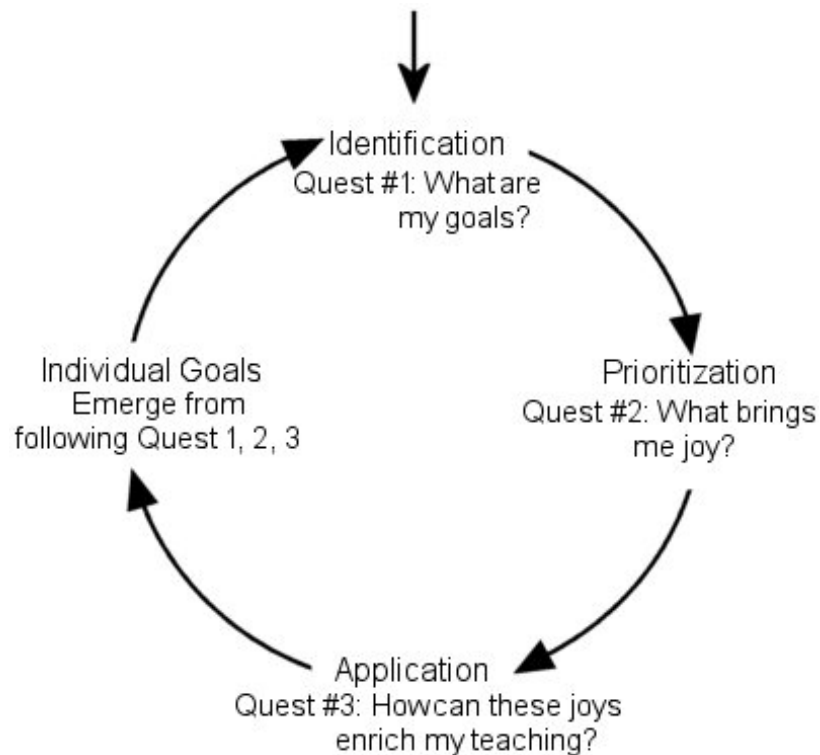 Identification
Quest #1: What are
my goals?
Prioritization
Quest #2: What brings
me joy?
Application
Quest #3: Howcan these joys
enrich my teaching?
Individual Goals
Emerge from
following Quest 1, 2, 3